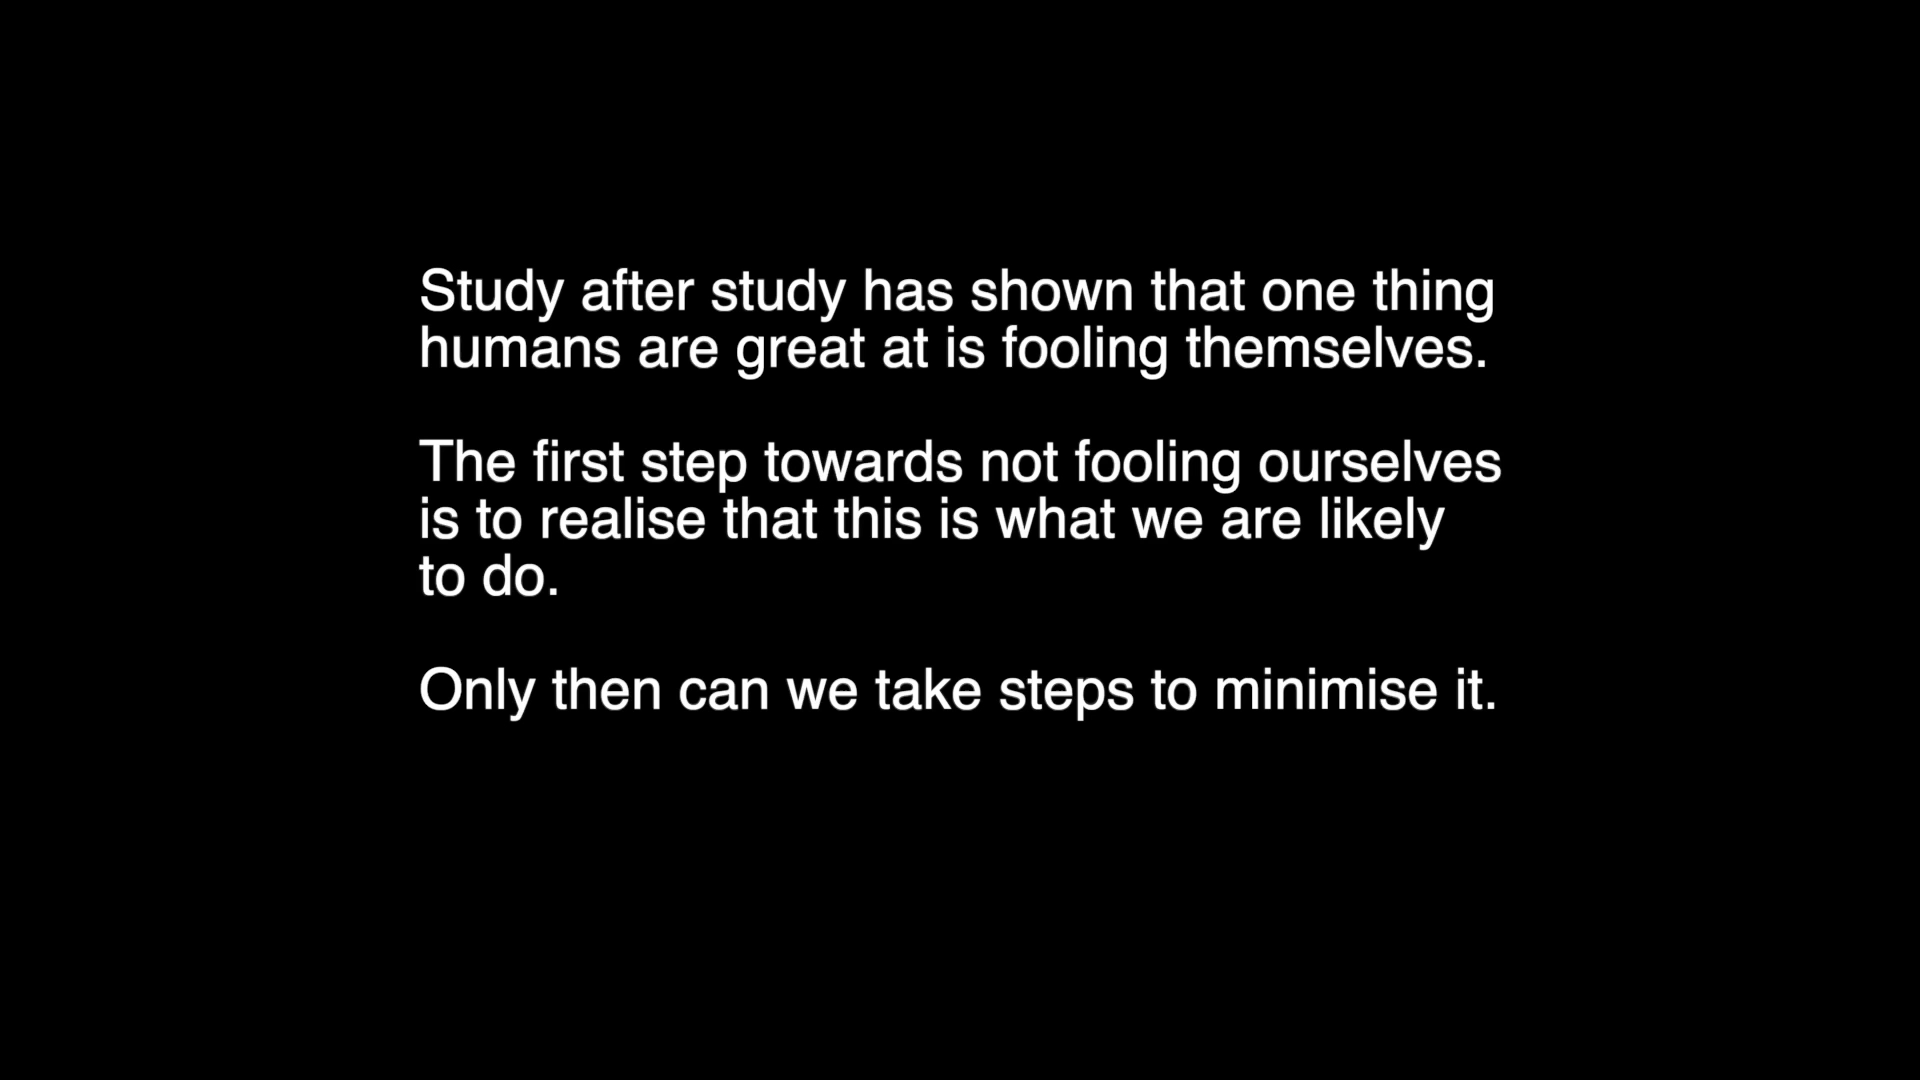 Study after study has shown that one thing
humans are great at is fooling themselves.
The first step towards not fooling ourselves
is to realise that this is what we are likely
to do.
Only then can we take steps to minimise it.